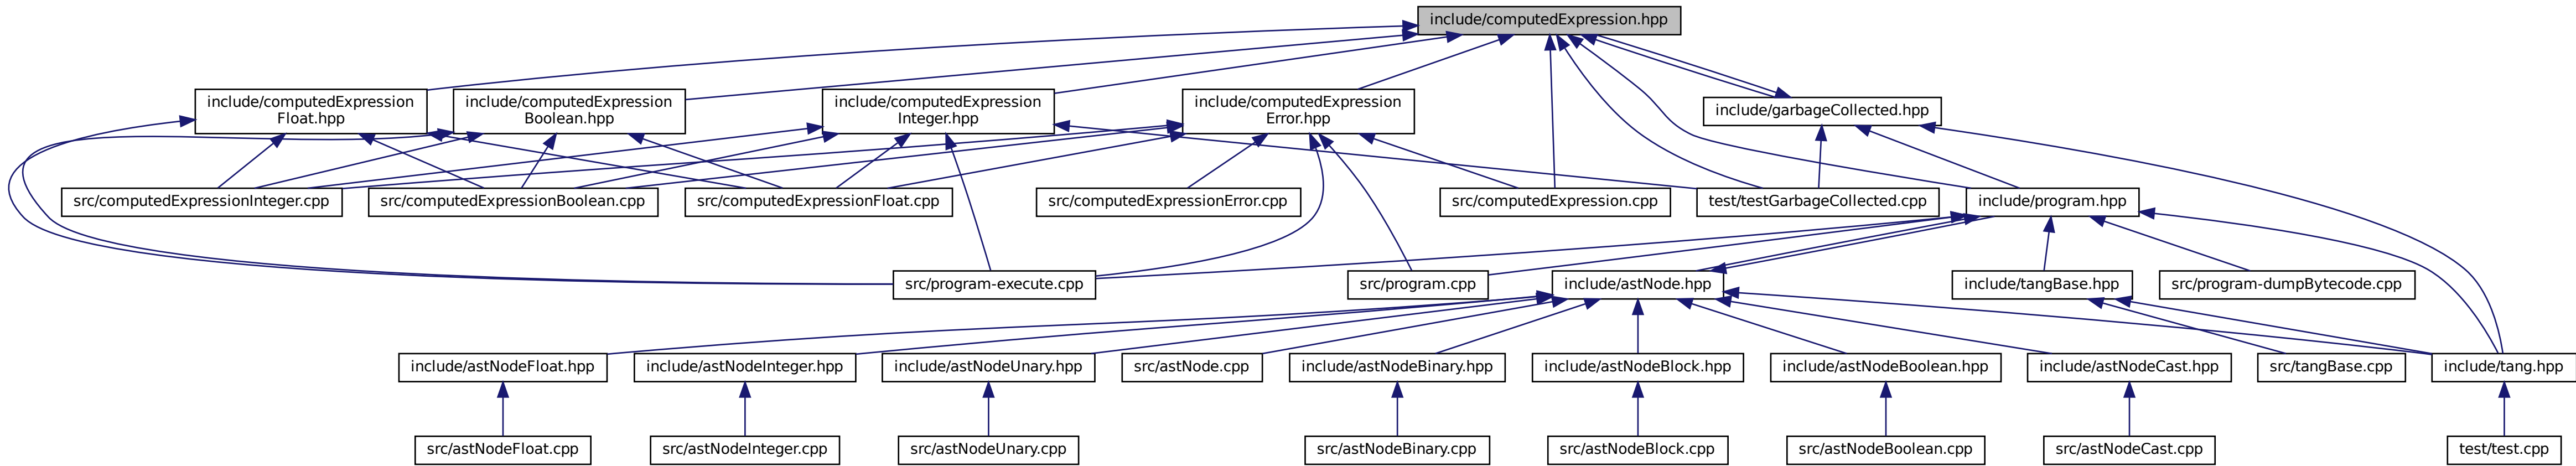 include/computedExpression.hpp
include/computedExpression
Float.hpp
include/computedExpression
Boolean.hpp
include/computedExpression
Integer.hpp
include/computedExpression
Error.hpp
include/garbageCollected.hpp
src/computedExpressionInteger.cpp
src/computedExpressionBoolean.cpp
src/computedExpressionFloat.cpp
src/computedExpressionError.cpp
src/computedExpression.cpp
test/testGarbageCollected.cpp
include/program.hpp
src/program-execute.cpp
src/program.cpp
include/astNode.hpp
include/tangBase.hpp
src/program-dumpBytecode.cpp
include/astNodeFloat.hpp
include/astNodeInteger.hpp
include/astNodeUnary.hpp
src/astNode.cpp
include/astNodeBinary.hpp
include/astNodeBlock.hpp
include/astNodeBoolean.hpp
include/astNodeCast.hpp
src/tangBase.cpp
include/tang.hpp
src/astNodeFloat.cpp
src/astNodeInteger.cpp
src/astNodeUnary.cpp
src/astNodeBinary.cpp
src/astNodeBlock.cpp
src/astNodeBoolean.cpp
src/astNodeCast.cpp
test/test.cpp